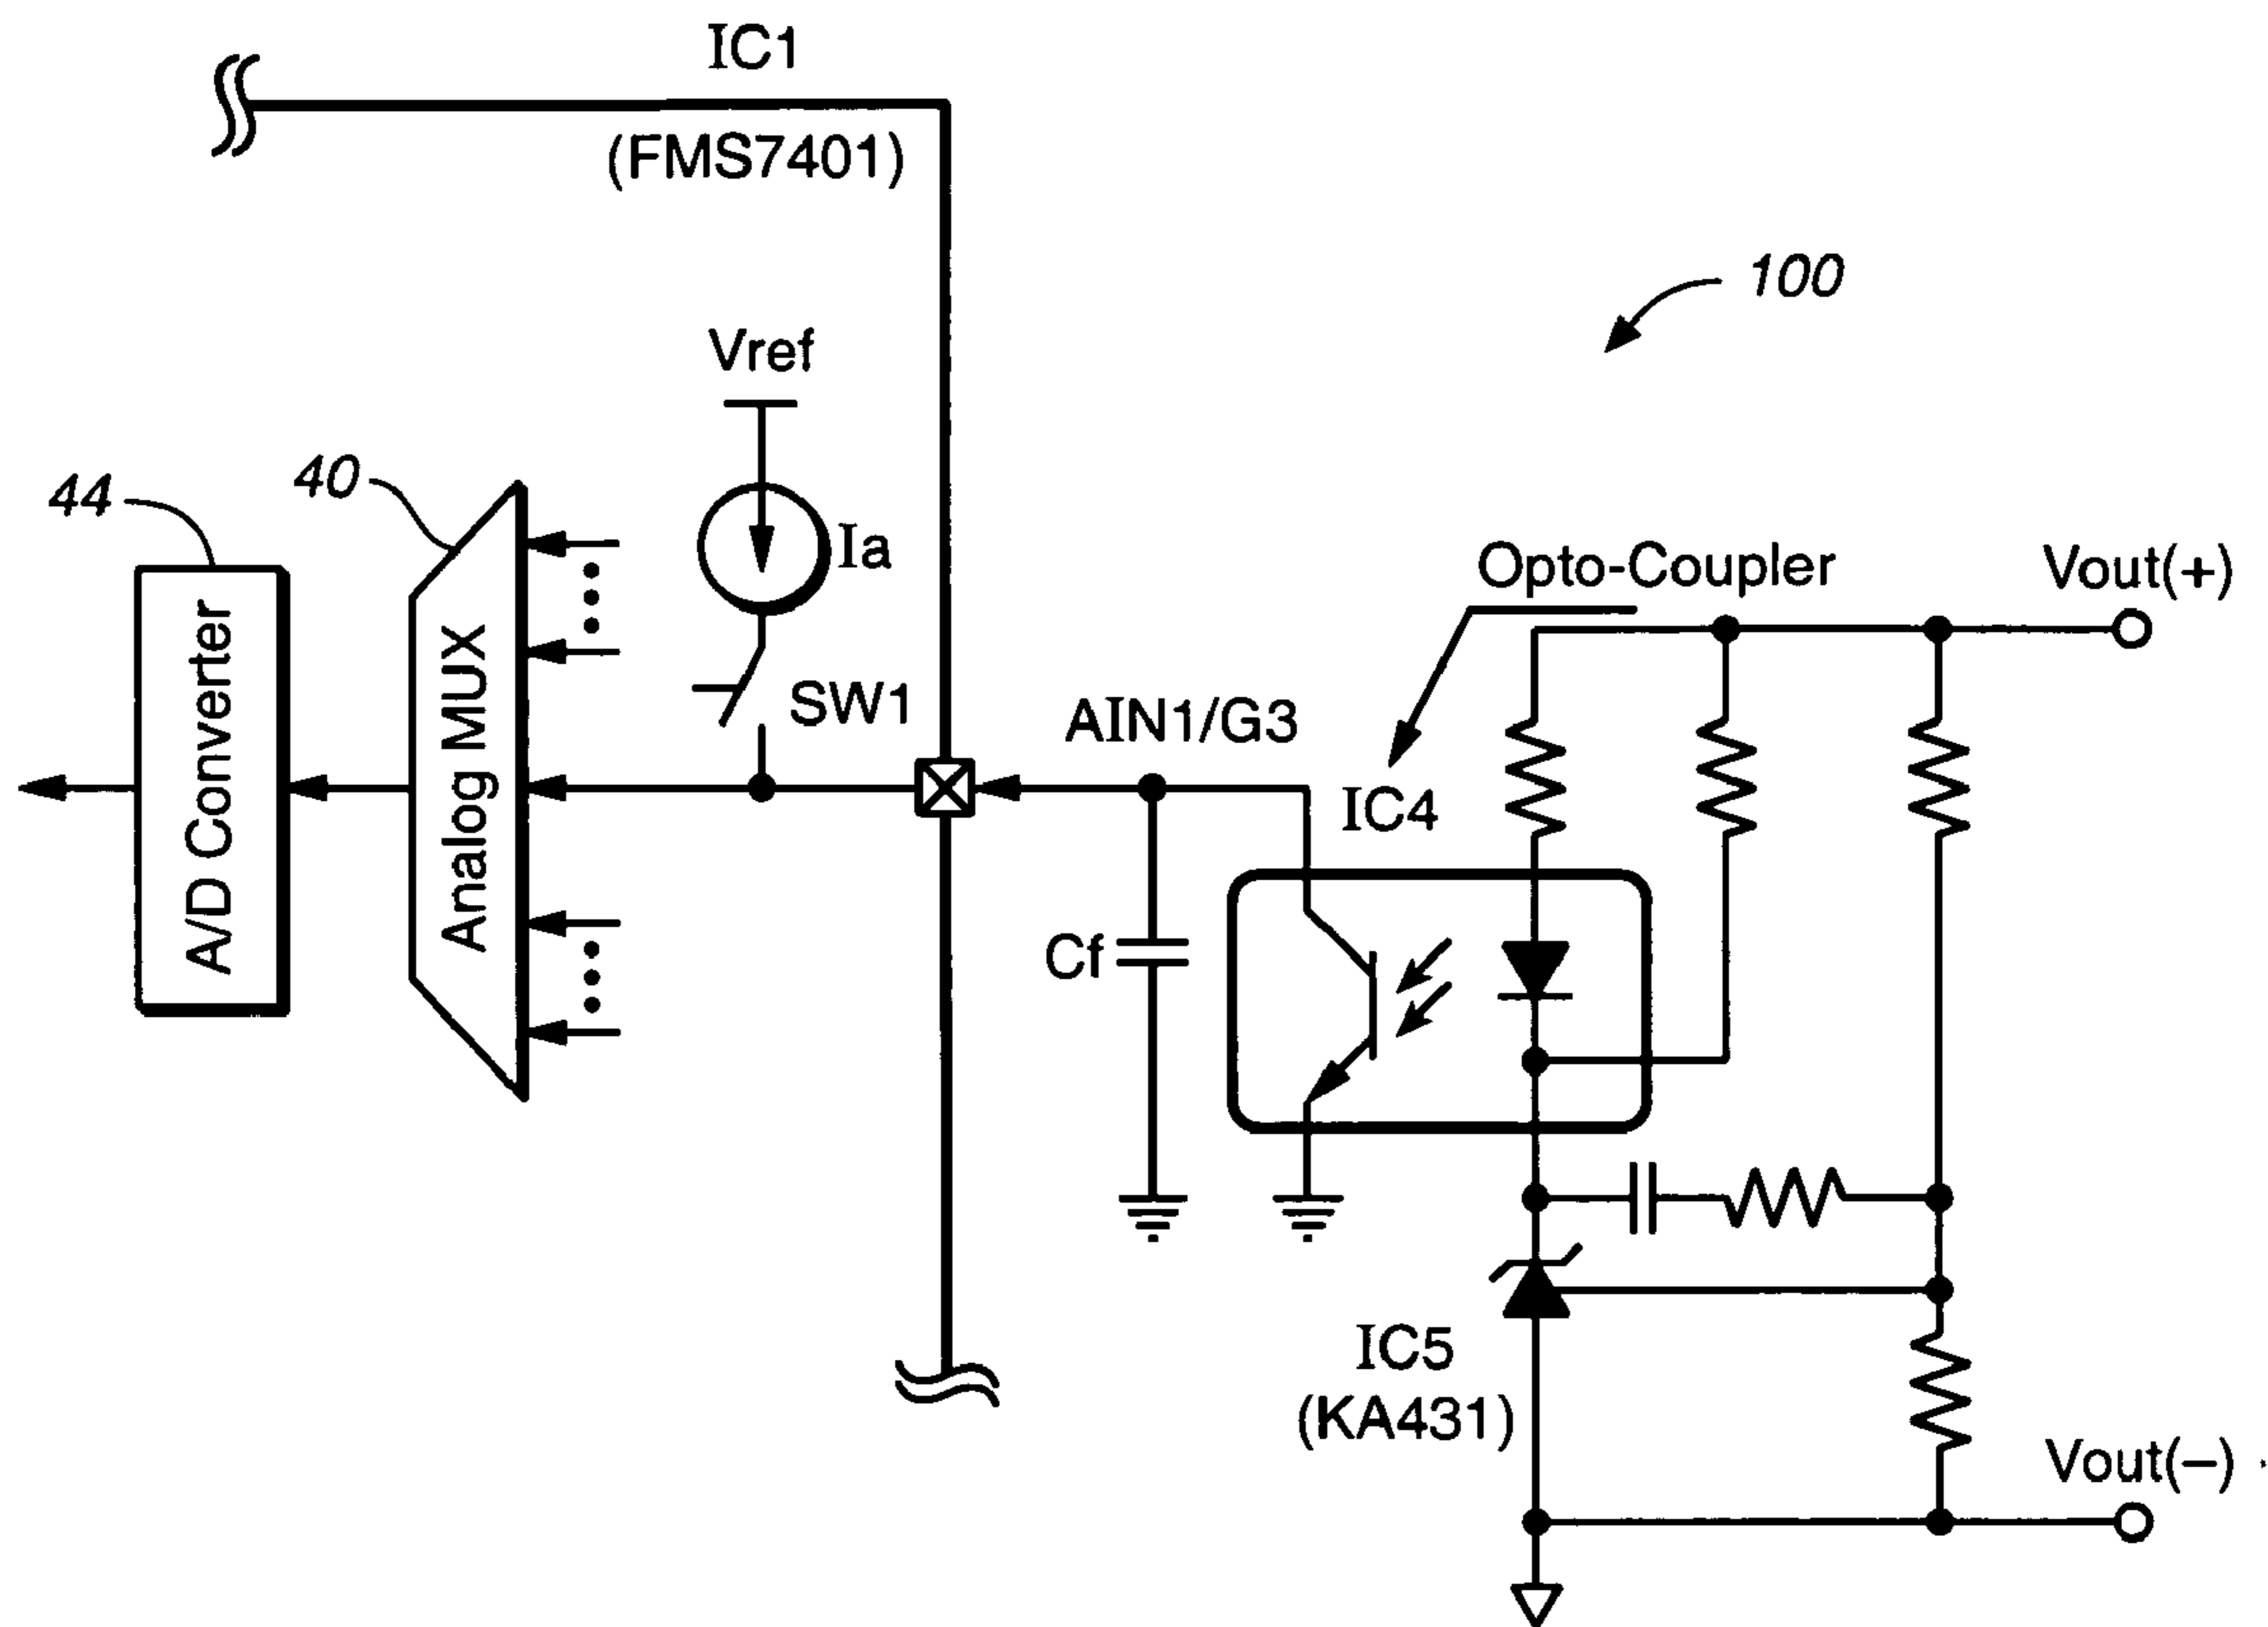 IC1
(FMS7401)
100
Vref
44
40
Ia
Opto-Coupler
Vout(+)
A/D Converter
Analog MUX
SW1
AIN1/G3
IC4
Cf
IC5
(KA431)
Vout(–)